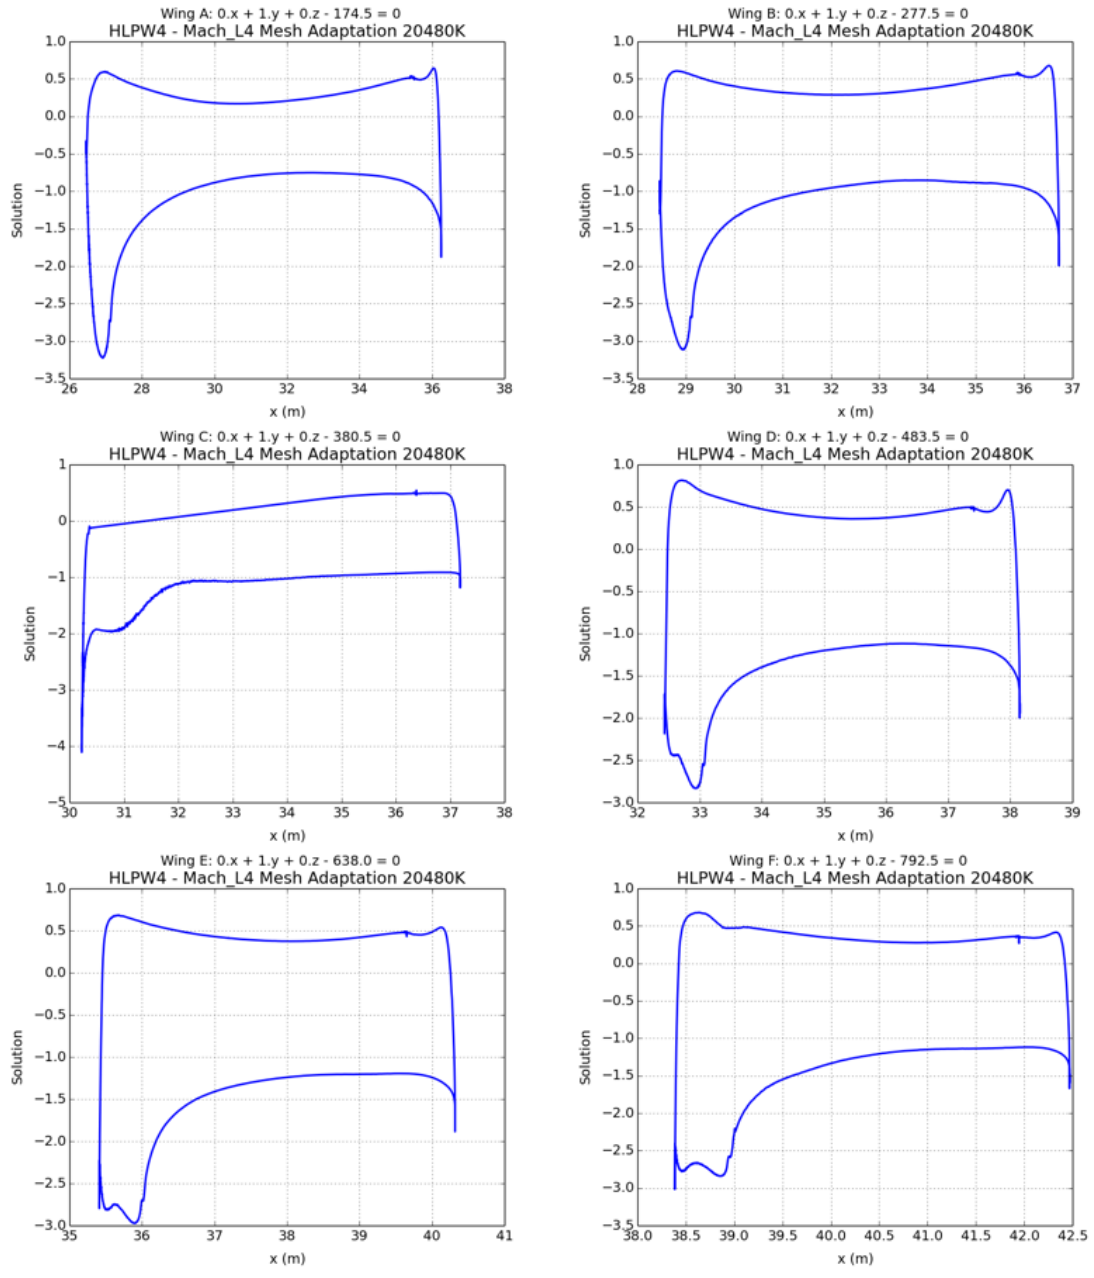 Wing A: 0.x + 1.y + 0.z - 174.5 = 0
HLPW4 - Mach_L4 Mesh Adaptation 20480K
1.0
0.5
0.0
−0.5
−1.0
−1.5
−2.0
−2.5
−3.0
−3.5
Solution
26 28 30 32 34 36 38
x (m)
Wing B: 0.x + 1.y + 0.z - 277.5 = 0
HLPW4 - Mach_L4 Mesh Adaptation 20480K
1.0
0.5
0.0
−0.5
−1.0
−1.5
−2.0
−2.5
−3.0
−3.5
Solution
28 29 30 31 32 33 34 35 36 37
x (m)
Wing C: 0.x + 1.y + 0.z - 380.5 = 0
HLPW4 - Mach_L4 Mesh Adaptation 20480K
1
0
−1
−2
−3
−4
−5
Solution
30 31 32 33 34 35 36 37 38
x (m)
Wing D: 0.x + 1.y + 0.z - 483.5 = 0
HLPW4 - Mach_L4 Mesh Adaptation 20480K
1.0
0.5
0.0
−0.5
−1.0
−1.5
−2.0
−2.5
−3.0
Solution
32 33 34 35 36 37 38 39
x (m)
Wing E: 0.x + 1.y + 0.z - 638.0 = 0
HLPW4 - Mach_L4 Mesh Adaptation 20480K
1.0
0.5
0.0
−0.5
−1.0
−1.5
−2.0
−2.5
−3.0
Solution
35 36 37 38 39 40 41
x (m)
Wing F: 0.x + 1.y + 0.z - 792.5 = 0
HLPW4 - Mach_L4 Mesh Adaptation 20480K
1.0
0.5
0.0
−0.5
−1.0
−1.5
−2.0
−2.5
−3.0
−3.5
Solution
38.0 38.5 39.0 39.5 40.0 40.5 41.0 41.5 42.0 42.5
x (m)